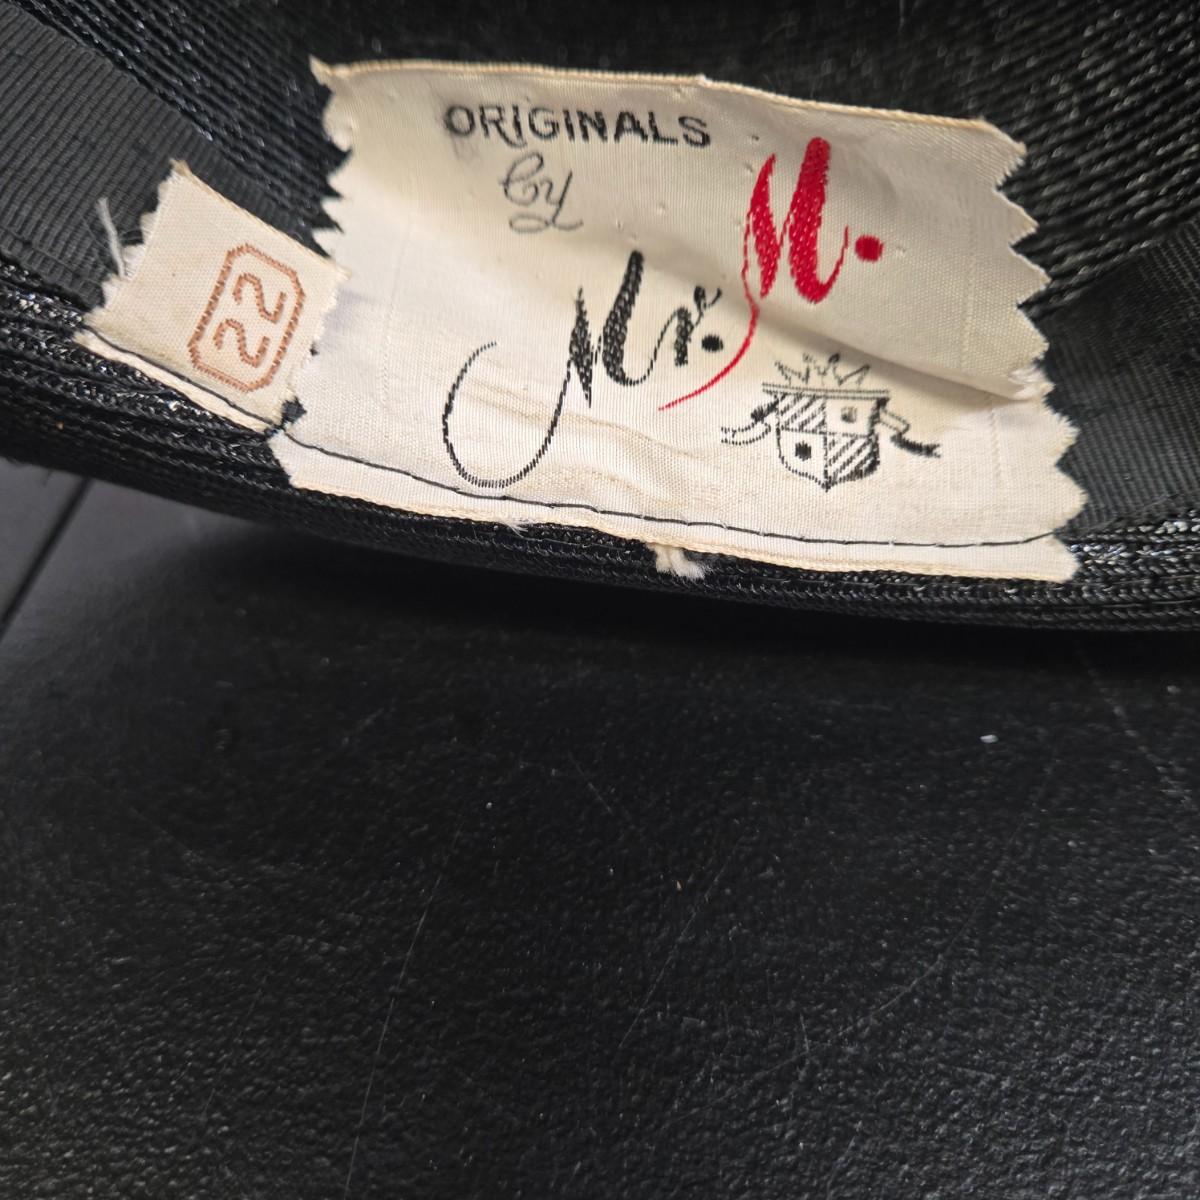 ORIGINALS
by
Mr. M.
22